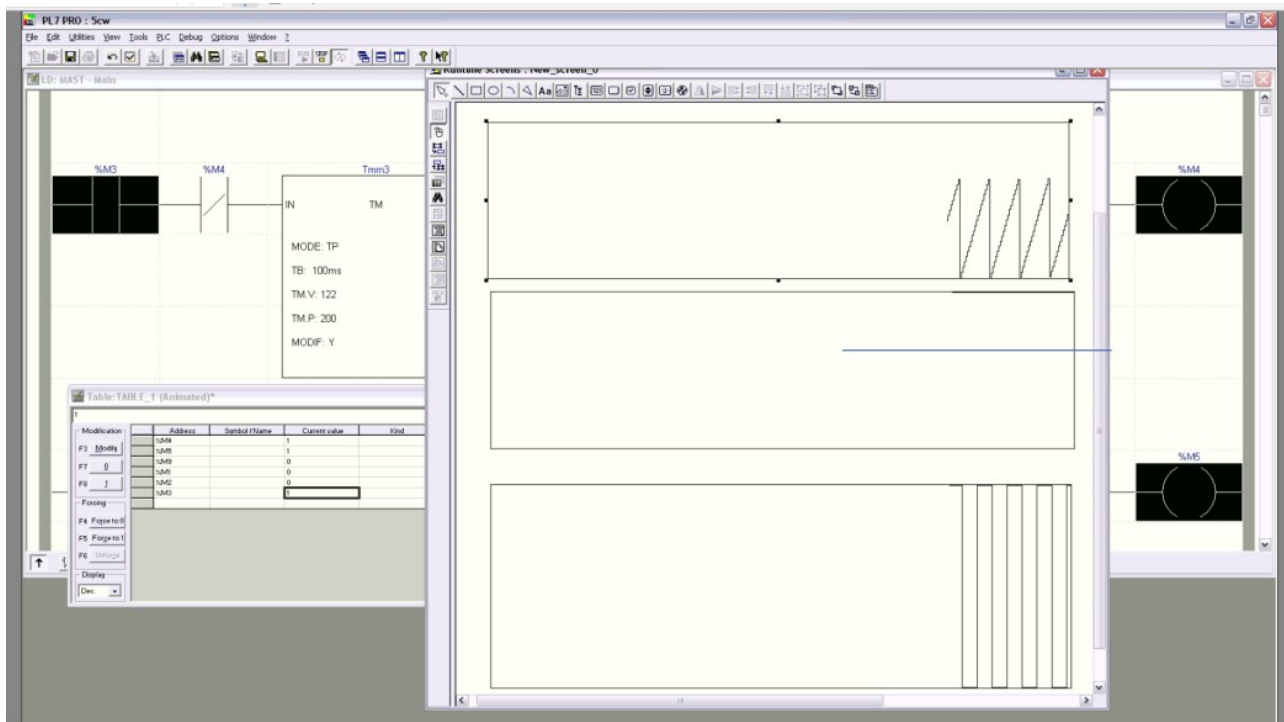 PL7 PRO : 5cw
File Edit Utilities View Tools PLC Debug Options Window ?
LD: MAST - Main
Runtime Screens : New_screen_0
%M3 %M4 Tmm3 %M4
IN TM
MODE: TP
TB: 100ms
TM.V: 122
TM.P: 200
MODIF: Y
%M5
Table:TABLE_1 (Animated)*
1
Modification
F3 Modify
F7 0
F8 1
Forcing
F4 Force to 0
F5 Force to 1
F6 Unforce
Display
Dec.
Address Symbol / Name Current value Kind
%M4 1
%M5 1
%M9 0
%M1 0
%M2 0
%M3 1